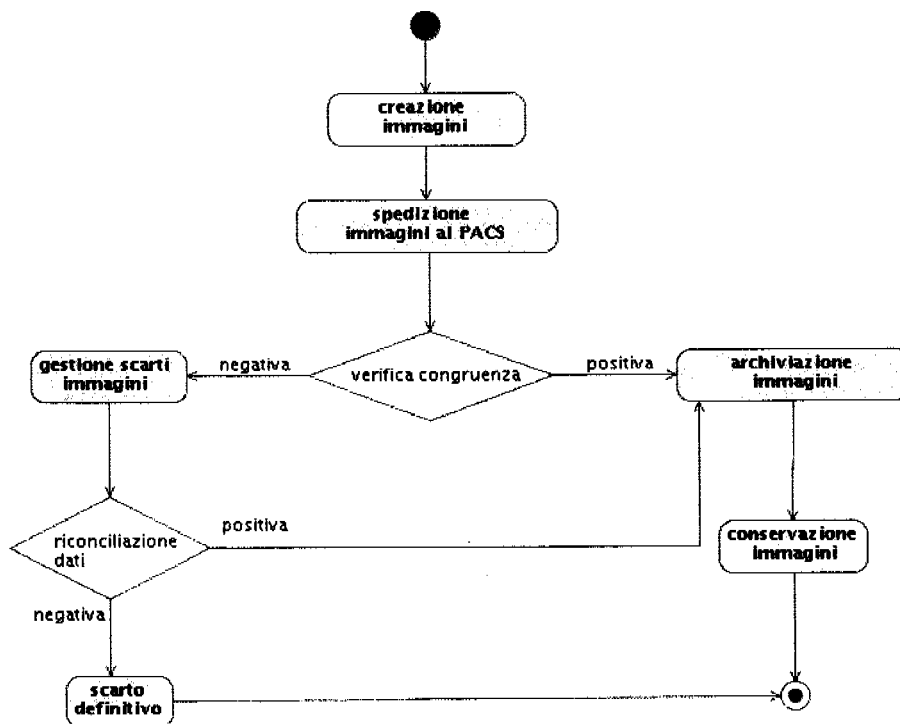 creazione
immagini
spedizione
immagini al PACS
gestione scarti
immagini
negativa
verifica congruenza
positiva
archiviazione
immagini
riconciliazione
dati
positiva
conservazione
immagini
negativa
scarto
definitivo